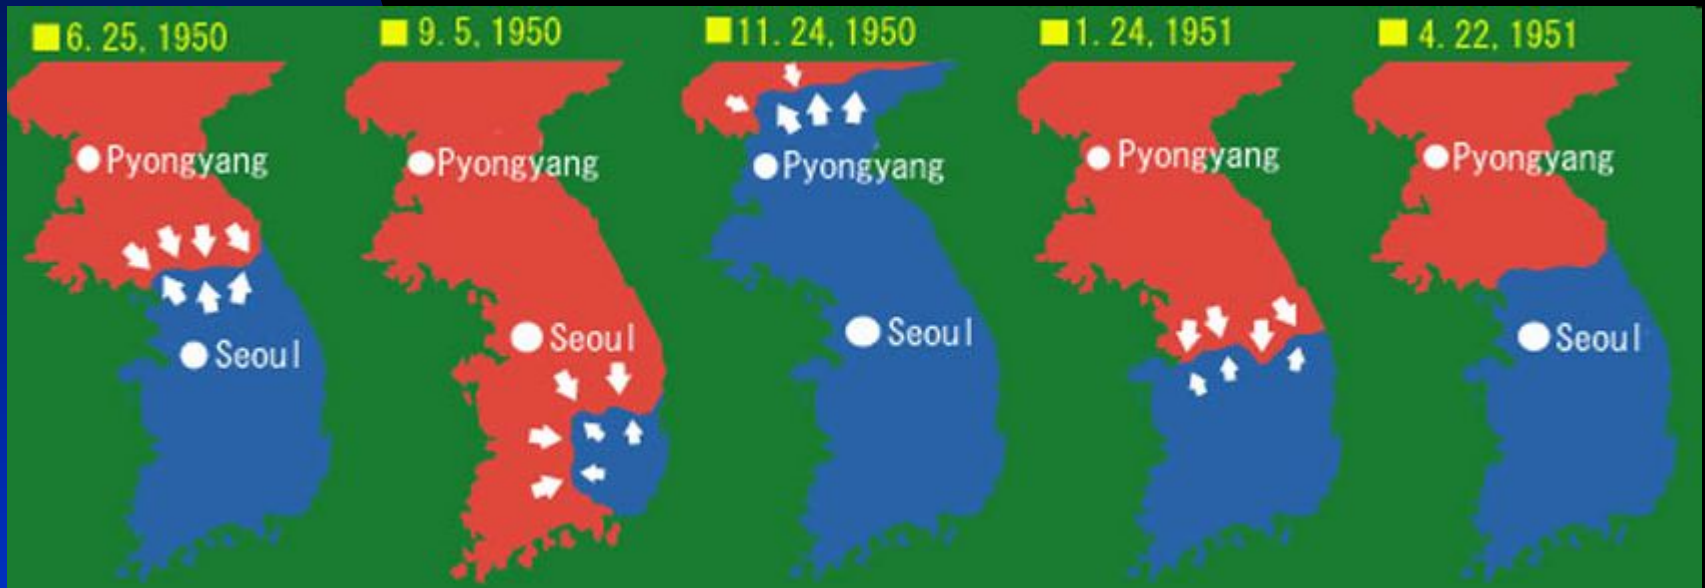 6. 25, 1950
9. 5, 1950
11. 24, 1950
1. 24, 1951
4. 22, 1951
Pyongyang
Pyongyang
Pyongyang
Pyongyang
Pyongyang
Seoul
Seoul
Seoul
Seoul